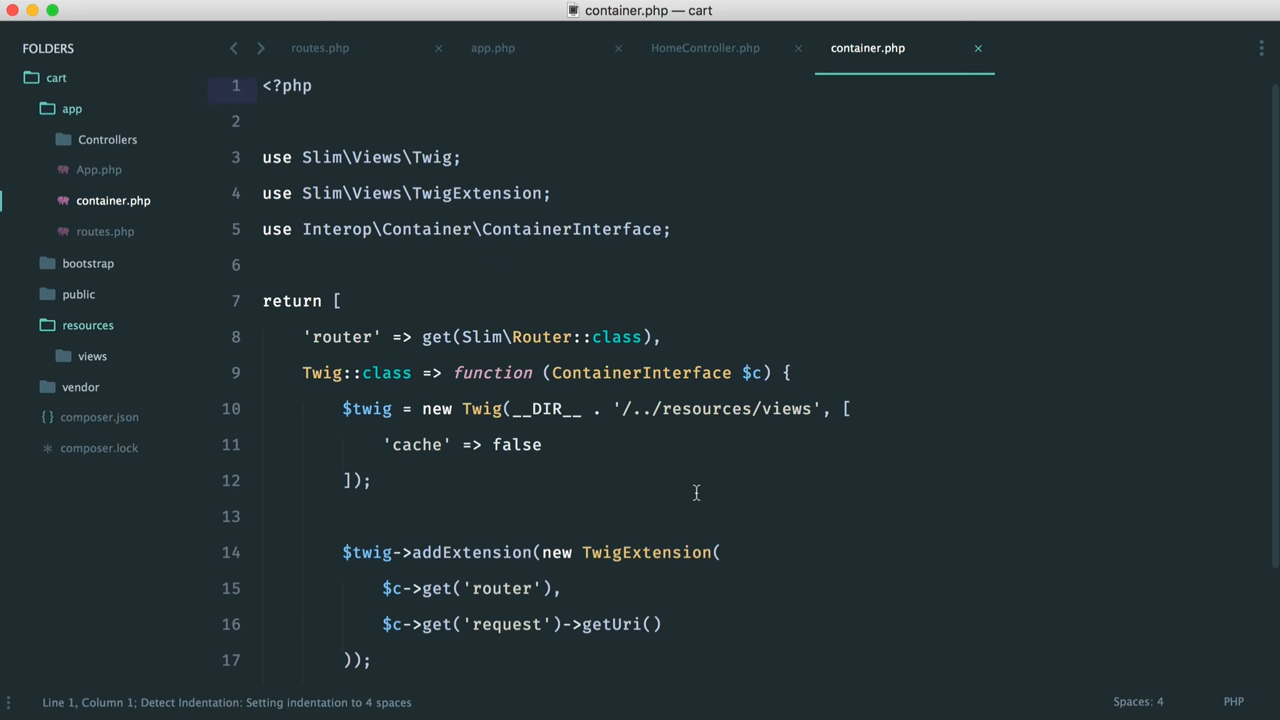 container.php — cart
FOLDERS
cart
app
Controllers
App.php
container.php
routes.php
bootstrap
public
resources
views
vendor
composer.json
composer.lock
routes.php
app.php
HomeController.php
container.php
1 <?php
2
3 use Slim\Views\Twig;
4 use Slim\Views\TwigExtension;
5 use Interop\Container\ContainerInterface;
6
7 return [
8 'router' => get(Slim\Router::class),
9 Twig::class => function (ContainerInterface $c) {
10 $twig = new Twig(__DIR__ . '/../resources/views', [
11 'cache' => false
12 ]);
13
14 $twig->addExtension(new TwigExtension(
15 $c->get('router'),
16 $c->get('request')->getUri()
17 ));
Line 1, Column 1; Detect Indentation: Setting indentation to 4 spaces
Spaces: 4
PHP